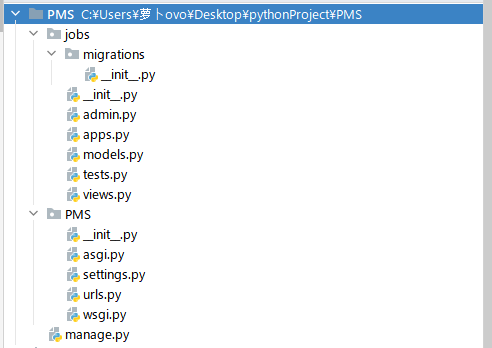 PMS C:¥Users¥萝卜ovo¥Desktop¥pythonProject¥PMS
jobs
migrations
__init__.py
__init__.py
admin.py
apps.py
models.py
tests.py
views.py
PMS
__init__.py
asgi.py
settings.py
urls.py
wsgi.py
manage.py